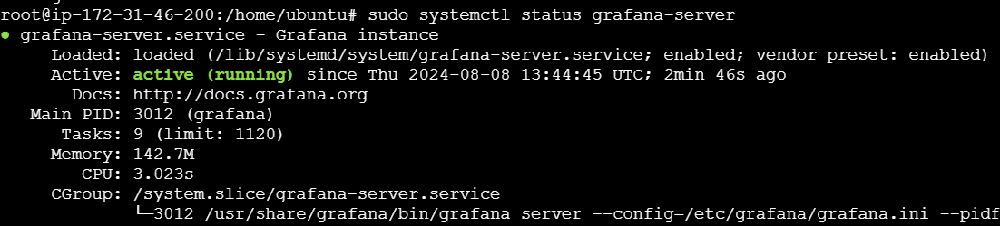 root@ip-172-31-46-200:/home/ubuntu# sudo systemctl status grafana-server
● grafana-server.service - Grafana instance
Loaded: loaded (/lib/systemd/system/grafana-server.service; enabled; vendor preset: enabled)
Active: active (running) since Thu 2024-08-08 13:44:45 UTC; 2min 46s ago
Docs: http://docs.grafana.org
Main PID: 3012 (grafana)
Tasks: 9 (limit: 1120)
Memory: 142.7M
CPU: 3.023s
CGroup: /system.slice/grafana-server.service
└─3012 /usr/share/grafana/bin/grafana server --config=/etc/grafana/grafana.ini --pidf